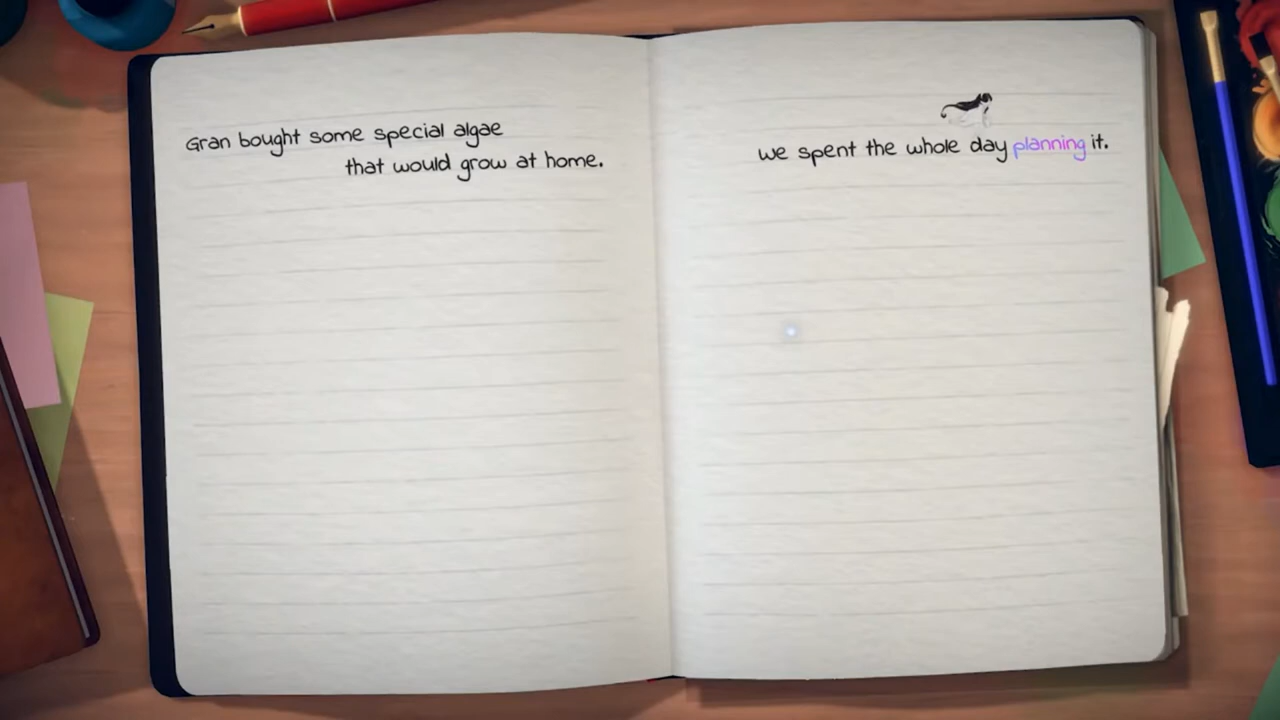 Gran bought some special algae
that would grow at home.
We spent the whole day planning it.